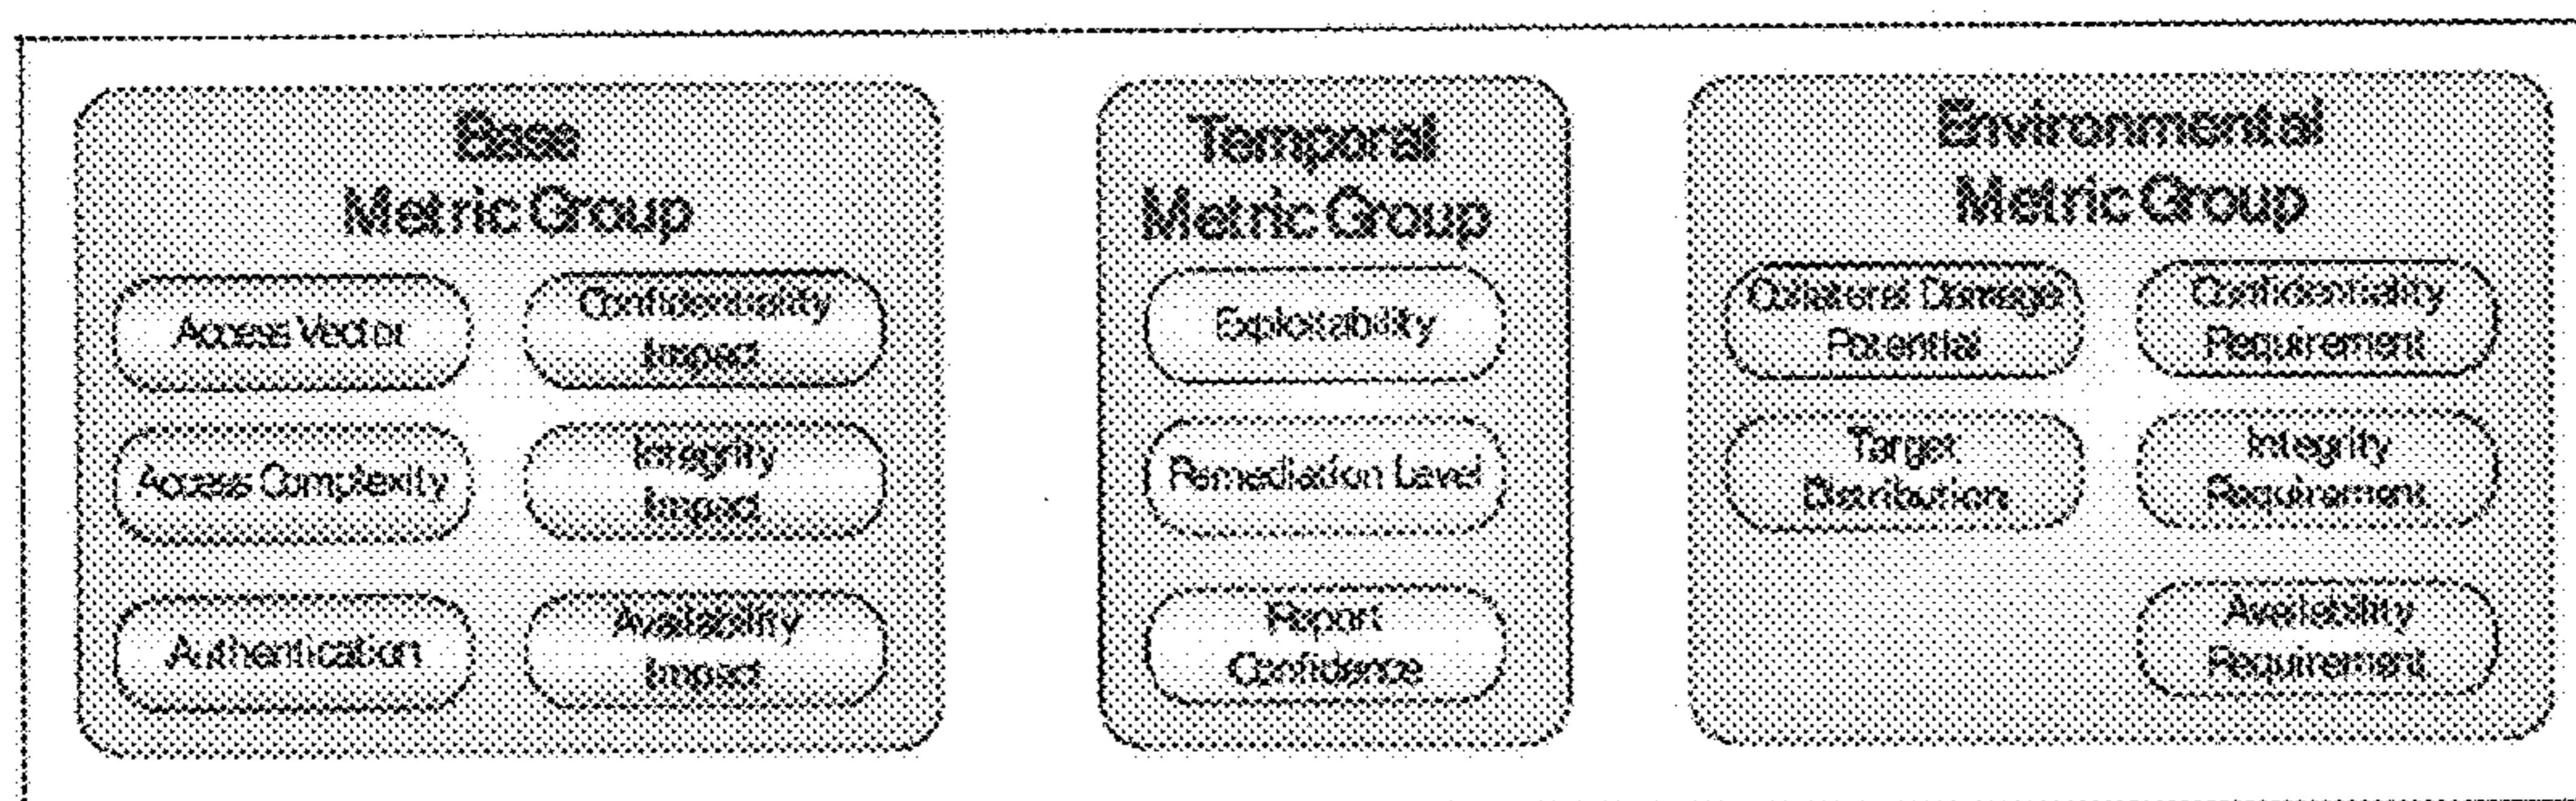 Base
Metric Group
Access Vector
Confidentiality
Impact
Access Complexity
Integrity
Impact
Authentication
Availability
Impact
Temporal
Metric Group
Exploitability
Remediation Level
Report
Confidence
Environmental
Metric Group
Collateral Damage
Potential
Confidentiality
Requirement
Target
Distribution
Integrity
Requirement
Availability
Requirement